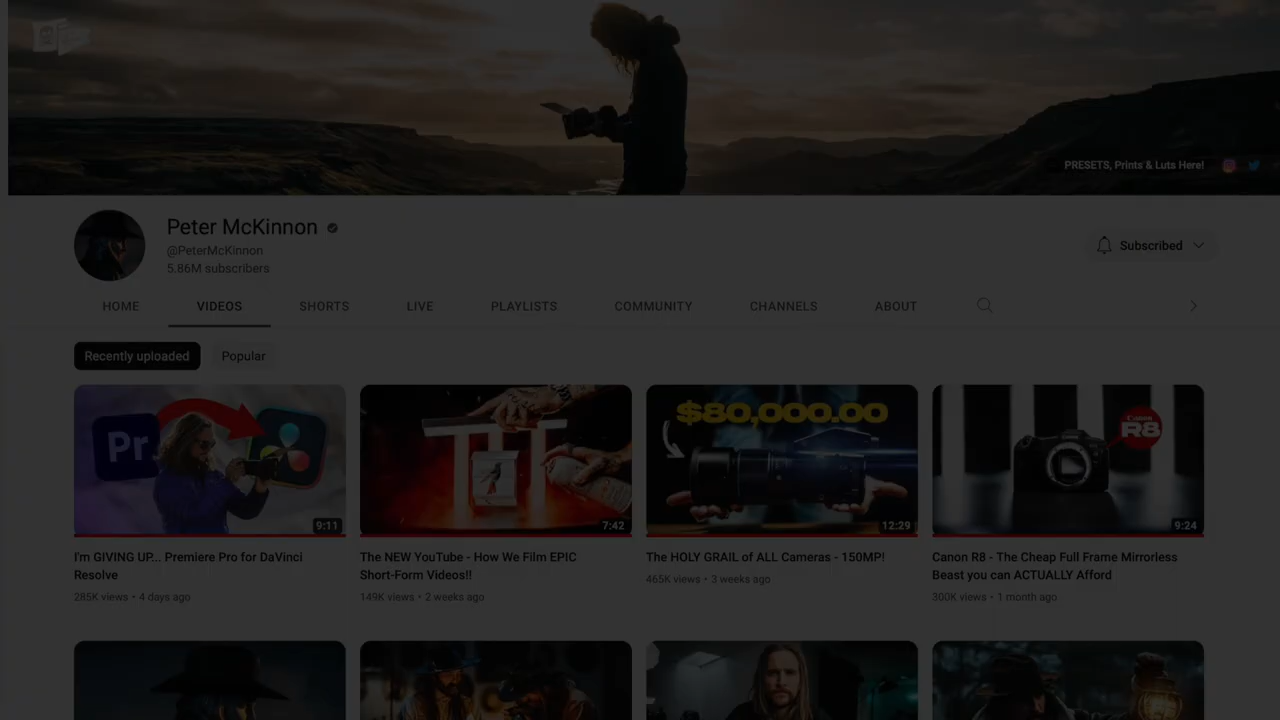 PRESETS, Prints & Luts Here!
Peter McKinnon
@PeterMcKinnon
5.86M subscribers
Subscribed
HOME VIDEOS SHORTS LIVE PLAYLISTS COMMUNITY CHANNELS ABOUT
Recently uploaded Popular
Pr
9:11
7:42
$80,000.00
12:29
Canon
R8
9:24
I'm GIVING UP... Premiere Pro for DaVinci
Resolve
285K views • 4 days ago
The NEW YouTube - How We Film EPIC
Short-Form Videos!!
149K views • 2 weeks ago
The HOLY GRAIL of ALL Cameras - 150MP!
465K views • 3 weeks ago
Canon R8 - The Cheap Full Frame Mirrorless
Beast you can ACTUALLY Afford
300K views • 1 month ago